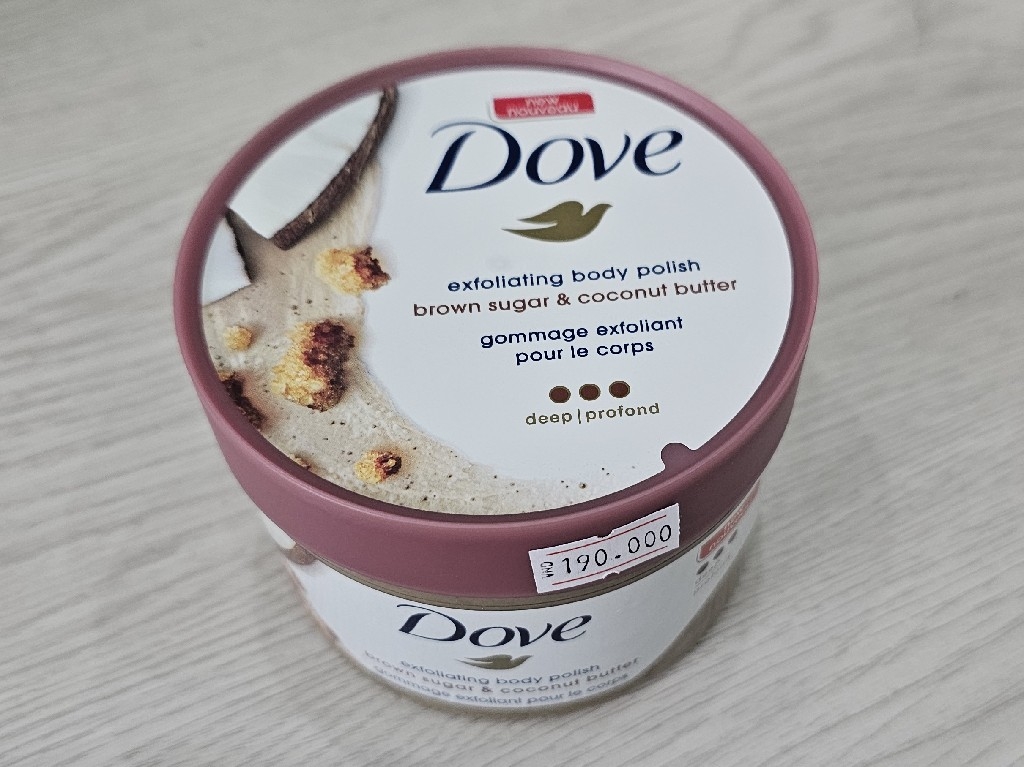 new
nouveau
Dove
exfoliating body polish
brown sugar & coconut butter
gommage exfoliant
pour le corps
deep | profond
VND 190.000
Dove
exfoliating body polish
brown sugar & coconut butter
gommage exfoliant pour le corps